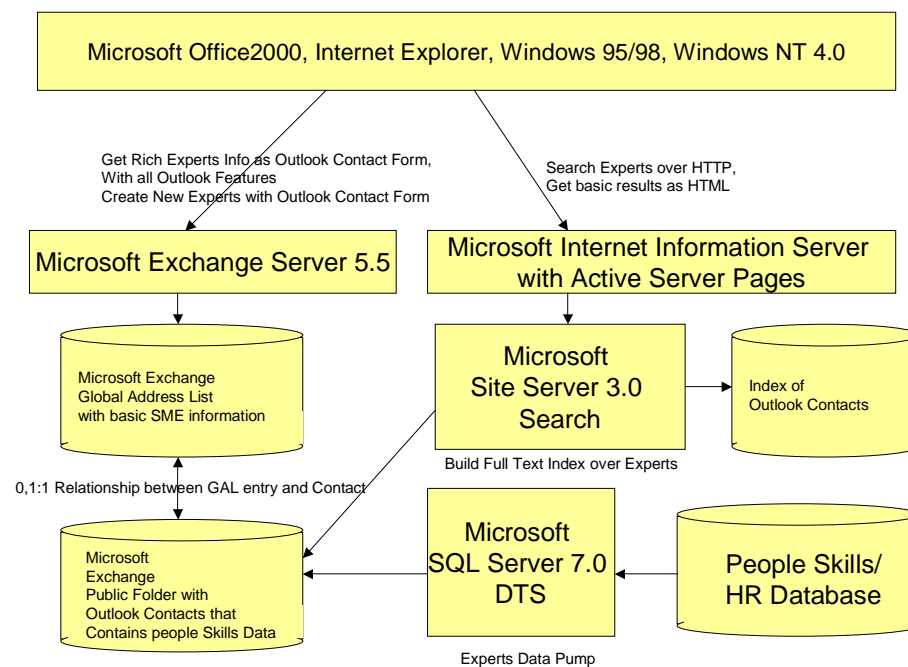 Microsoft Office2000, Internet Explorer, Windows 95/98, Windows NT 4.0
Get Rich Experts Info as Outlook Contact Form,
With all Outlook Features
Create New Experts with Outlook Contact Form
Search Experts over HTTP,
Get basic results as HTML
Microsoft Exchange Server 5.5
Microsoft Internet Information Server
with Active Server Pages
Microsoft Exchange
Global Address List
with basic SME information
Microsoft
Site Server 3.0
Search
Index of
Outlook Contacts
Build Full Text Index over Experts
0,1:1 Relationship between GAL entry and Contact
Microsoft
Exchange
Public Folder with
Outlook Contacts that
Contains people Skills Data
Microsoft
SQL Server 7.0
DTS
People Skills/
HR Database
Experts Data Pump